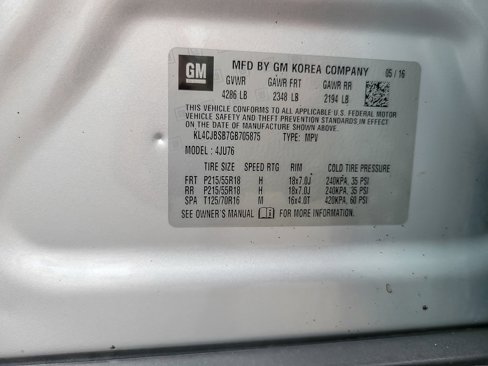 GM
MFD BY GM KOREA COMPANY 05 / 16
GVWR GAWR FRT GAWR RR
4286 LB 2348 LB 2194 LB
THIS VEHICLE CONFORMS TO ALL APPLICABLE U.S. FEDERAL MOTOR
VEHICLE SAFETY AND THEFT PREVENTION STANDARDS IN EFFECT
ON THE DATE OF MANUFACTURE SHOWN ABOVE.
KL4CJBSB7GB705875 TYPE: MPV
MODEL: 4JU76
TIRE SIZE SPEED RTG RIM COLD TIRE PRESSURE
FRT P215/55R18 H 18x7.0J 240KPA, 35 PSI
RR P215/55R18 H 18x7.0J 240KPA, 35 PSI
SPA T125/70R16 M 16x4.0T 420KPA, 60 PSI
SEE OWNER'S MANUAL i FOR MORE INFORMATION.